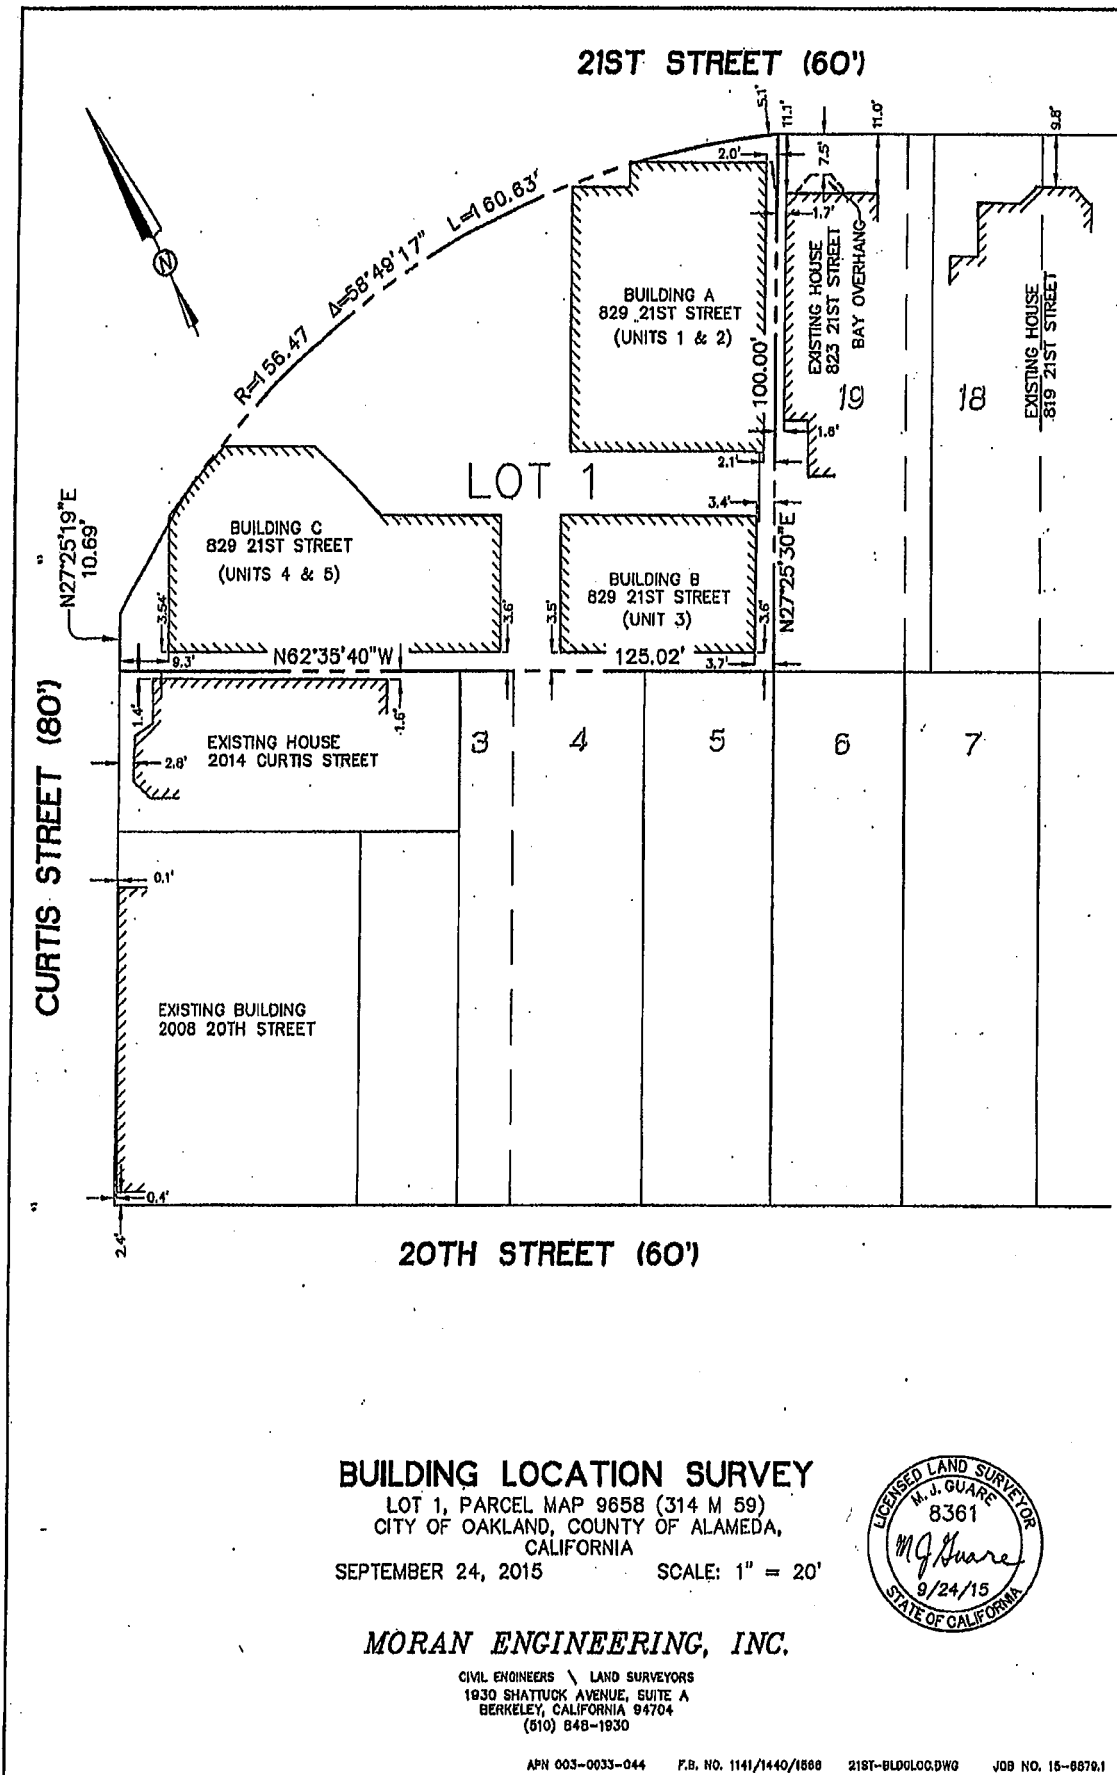 21ST STREET (60')
5.1'
11.1'
7.5'
11.0'
9.8'
2.0'
1.7'
L=160.63'
Δ=58°49'17"
R=156.47
N
BUILDING A
829 21ST STREET
(UNITS 1 & 2)
100.00'
EXISTING HOUSE
823 21ST STREET
BAY OVERHANG
19
18
EXISTING HOUSE
819 21ST STREET
2.1'
LOT 1
3.4'
N27°25'30"E
N27°25'19"E
10.69'
BUILDING C
829 21ST STREET
(UNITS 4 & 5)
BUILDING B
829 21ST STREET
(UNIT 3)
3.54'
3.6'
3.5'
3.6'
9.3'
N62°35'40"W
125.02'
3.7'
1.4'
1.6'
2.8'
EXISTING HOUSE
2014 CURTIS STREET
3
4
5
6
7
CURTIS STREET (80')
0.1'
EXISTING BUILDING
2008 20TH STREET
0.4'
2.4'
20TH STREET (60')
BUILDING LOCATION SURVEY
LOT 1, PARCEL MAP 9658 (314 M 59)
CITY OF OAKLAND, COUNTY OF ALAMEDA,
CALIFORNIA
SEPTEMBER 24, 2015 SCALE: 1" = 20'
LICENSED LAND SURVEYOR
M. J. GUARE
8361
MJ Guare
9/24/15
STATE OF CALIFORNIA
MORAN ENGINEERING, INC.
CIVIL ENGINEERS \ LAND SURVEYORS
1930 SHATTUCK AVENUE, SUITE A
BERKELEY, CALIFORNIA 94704
(510) 848-1930
APN 003-0033-044 F.B. NO. 1141/1440/1566 21ST-BLDGLOC.DWG JOB NO. 15-8879.1